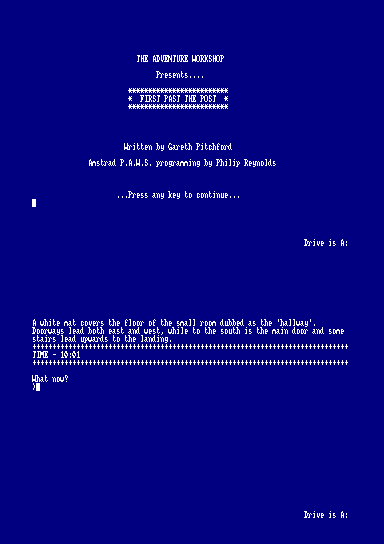 THE ADVENTURE WORKSHOP
Presents....
*************************
*  FIRST PAST THE POST  *
*************************
Written by Gareth Pitchford
Amstrad P.A.W.S. programming by Philip Reynolds
...Press any key to continue...
Drive is A:
A white mat covers the floor of the small room dubbed as the 'hallway'.
Doorways lead both east and west, while to the south is the main door and some
stairs lead upwards to the landing.
*******************************************************************************
TIME - 10:01
*******************************************************************************
What now?
>
Drive is A: